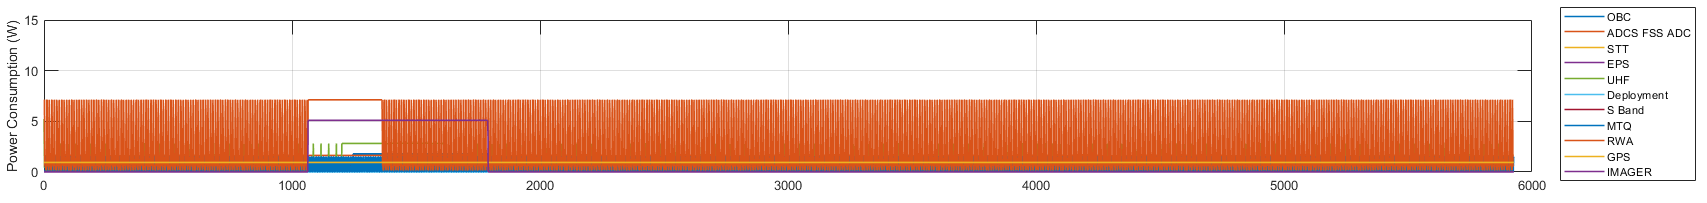 Power Consumption (W)
15
10
5
0
0
1000
2000
3000
4000
5000
6000
OBC
ADCS FSS ADC
STT
EPS
UHF
Deployment
S Band
MTQ
RWA
GPS
IMAGER